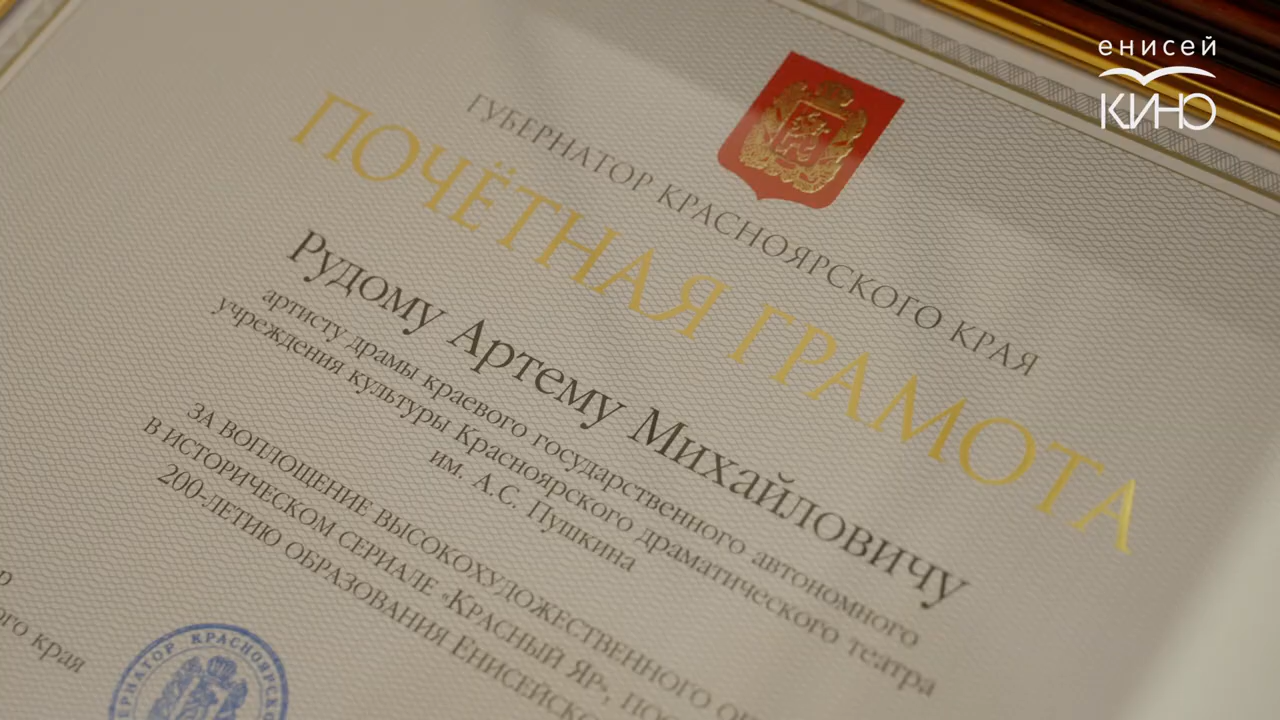 енисей
КИНО
ГУБЕРНАТОР КРАСНОЯРСКОГО КРАЯ
ПОЧЁТНАЯ ГРАМОТА
Рудому Артему Михайловичу
артисту драмы краевого государственного автономного
учреждения культуры Красноярского драматического театра
им. А.С. Пушкина
ЗА ВОПЛОЩЕНИЕ ВЫСОКОХУДОЖЕСТВЕННОГО
В ИСТОРИЧЕСКОМ СЕРИАЛЕ «КРАСНЫЙ ЯР»,
200-ЛЕТИЮ ОБРАЗОВАНИЯ
края